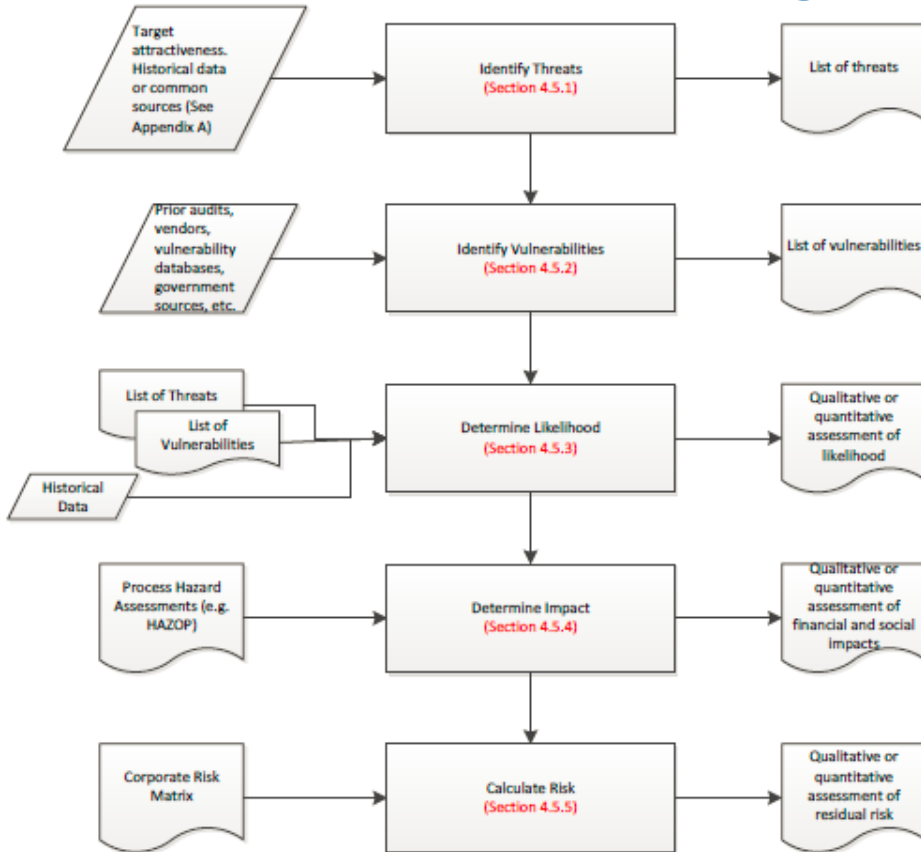 Target
attractiveness.
Historical data
or common
sources (See
Appendix A)
Identify Threats
(Section 4.5.1)
List of threats
Prior audits,
vendors,
vulnerability
databases,
government
sources, etc.
Identify Vulnerabilities
(Section 4.5.2)
List of vulnerabilities
List of Threats
List of
Vulnerabilities
Historical
Data
Determine Likelihood
(Section 4.5.3)
Qualitative or
quantitative
assessment of
likelihood
Process Hazard
Assessments (e.g.
HAZOP)
Determine Impact
(Section 4.5.4)
Qualitative or
quantitative
assessment of
financial and social
impacts
Corporate Risk
Matrix
Calculate Risk
(Section 4.5.5)
Qualitative or
quantitative
assessment of
residual risk